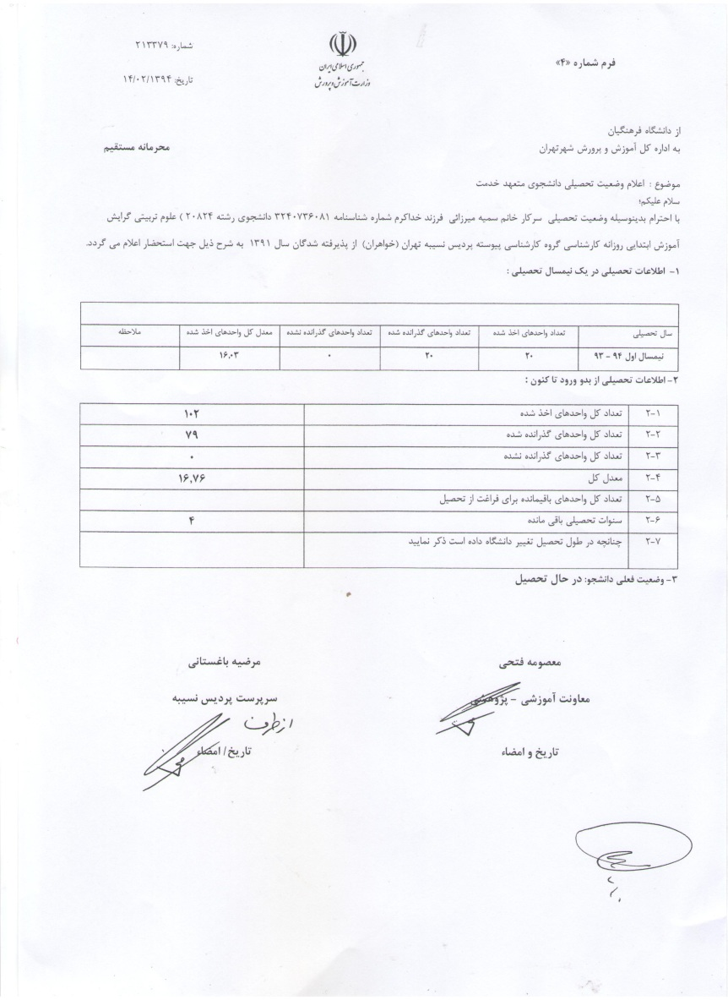 فرم شماره «۴»
جمهوری اسلامی ایران
وزارت آموزش و پرورش
شماره: ۲۱۳۳۷۹
تاریخ: ۱۴/۰۲/۱۳۹۴
از دانشگاه فرهنگیان
به اداره کل آموزش و پرورش شهرتهران
محرمانه مستقیم
موضوع : اعلام وضعیت تحصیلی دانشجوی متعهد خدمت
سلام علیکم؛
با احترام بدینوسیله وضعیت تحصیلی سرکار خانم سمیه میرزائی فرزند خداکرم شماره شناسنامه ۳۲۴۰۷۳۶۰۸۱ دانشجوی رشته ۲۰۸۲۴ ) علوم تربیتی گرایش
آموزش ابتدایی روزانه کارشناسی گروه کارشناسی پیوسته پردیس نسیبه تهران (خواهران) از پذیرفته شدگان سال ۱۳۹۱ به شرح ذیل جهت استحضار اعلام می گردد.
۱- اطلاعات تحصیلی در یک نیمسال تحصیلی :
سال تحصیلی تعداد واحدهای اخذ شده تعداد واحدهای گذرانده شده تعداد واحدهای گذرانده نشده معدل کل واحدهای اخذ شده ملاحظه
نیمسال اول ۹۴ - ۹۳ ۲۰ ۲۰ ۰ ۱۶,۰۳
۲- اطلاعات تحصیلی از بدو ورود تا کنون :
۲-۱ تعداد کل واحدهای اخذ شده ۱۰۲
۲-۲ تعداد کل واحدهای گذرانده شده ۷۹
۲-۳ تعداد کل واحدهای گذرانده نشده ۰
۲-۴ معدل کل ۱۶,۷۶
۲-۵ تعداد کل واحدهای باقیمانده برای فراغت از تحصیل
۲-۶ سنوات تحصیلی باقی مانده ۴
۲-۷ چنانچه در طول تحصیل تغییر دانشگاه داده است ذکر نمایید
۳- وضعیت فعلی دانشجو: در حال تحصیل
معصومه فتحی
معاونت آموزشی - پژوهشی
تاریخ و امضاء
مرضیه باغستانی
سرپرست پردیس نسیبه
از طرف
تاریخ/ امضاء